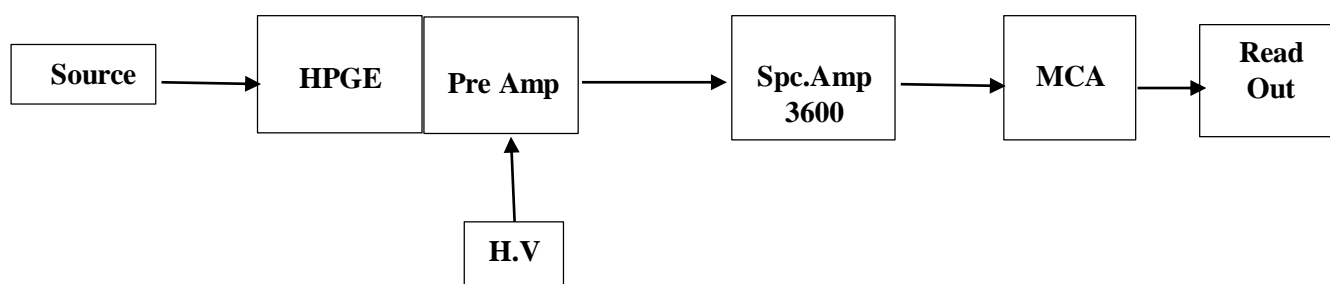 Source
HPGE
Pre Amp
Spc.Amp
3600
MCA
Read
Out
H.V